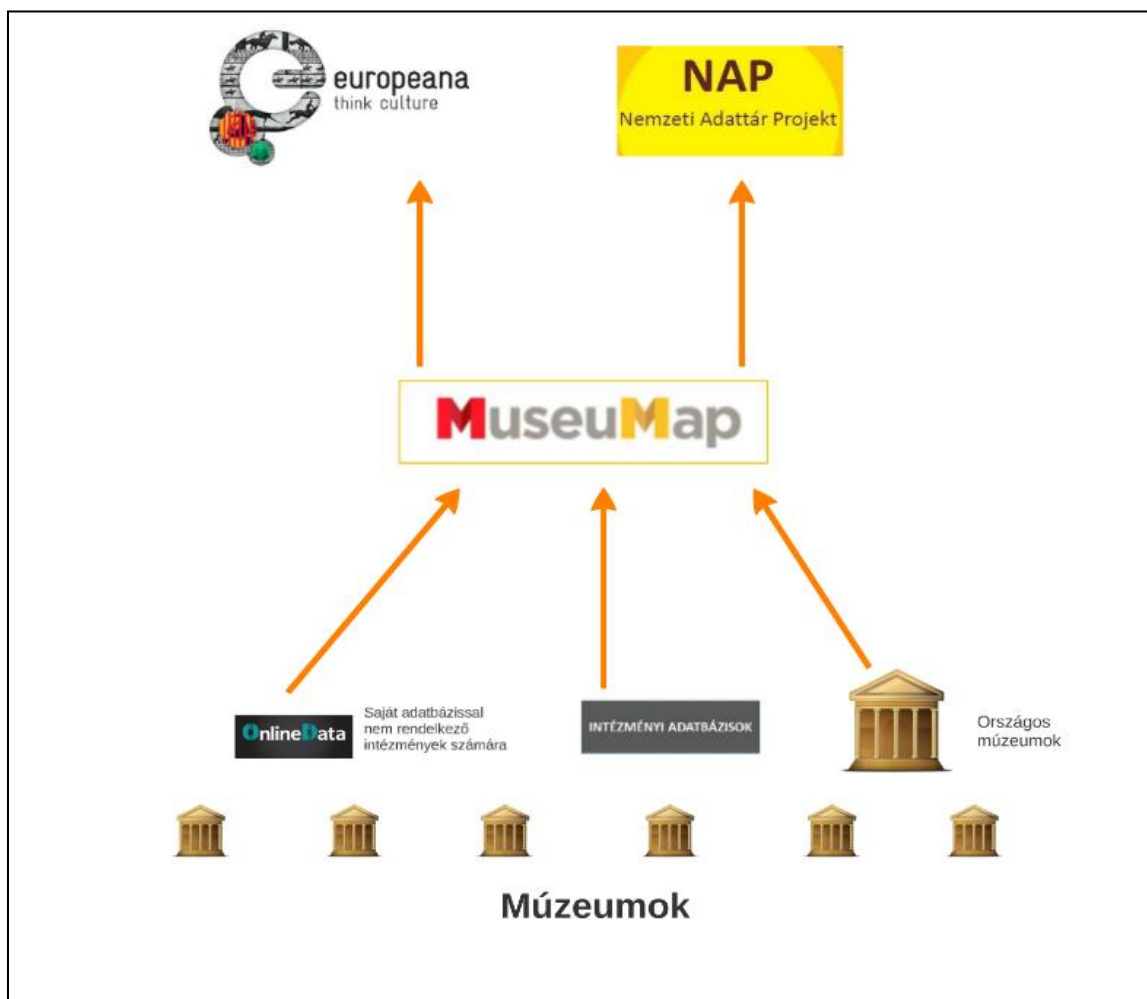 europeana
think culture
NAP
Nemzeti Adattár Projekt
MuseuMap
OnlineData
Saját adatbázissal
nem rendelkező
intézmények számára
INTÉZMÉNYI ADATBÁZISOK
Országos
múzeumok
Múzeumok